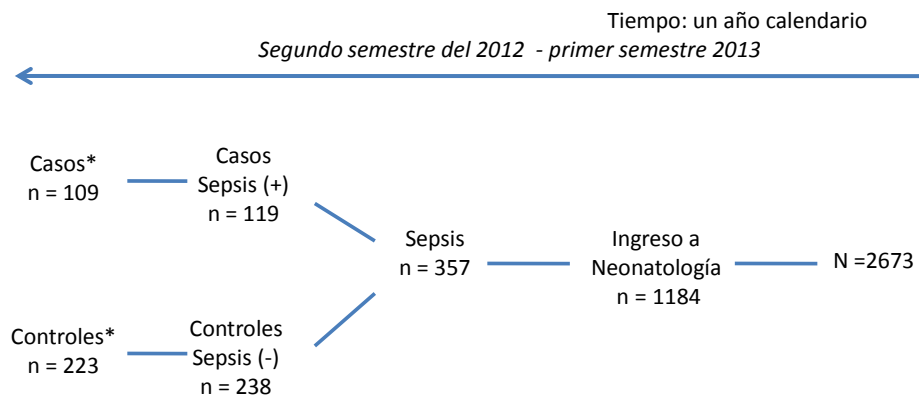 Tiempo: un año calendario
Segundo semestre del 2012 - primer semestre 2013
Casos*
n = 109
Casos
Sepsis (+)
n = 119
Sepsis
n = 357
Ingreso a
Neonatología
n = 1184
N =2673
Controles*
n = 223
Controles
Sepsis (-)
n = 238